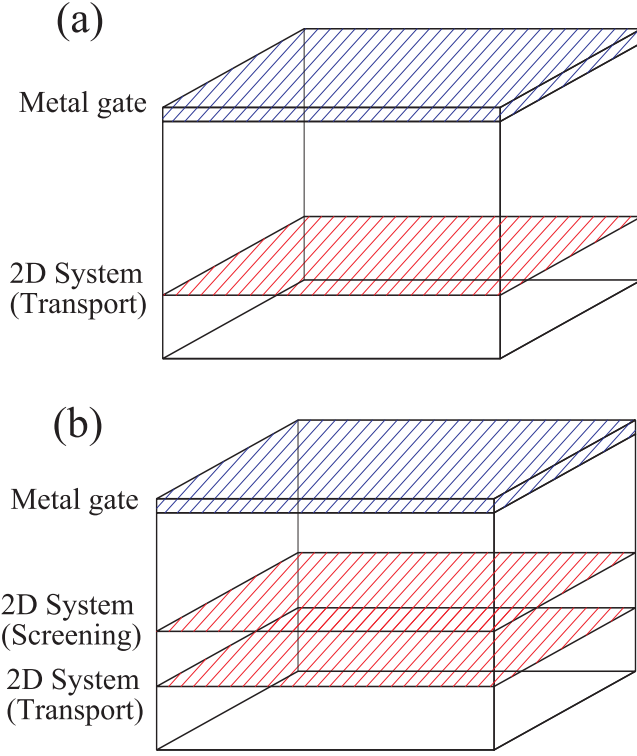 (a)
Metal gate
2D System
(Transport)
(b)
Metal gate
2D System
(Screening)
2D System
(Transport)